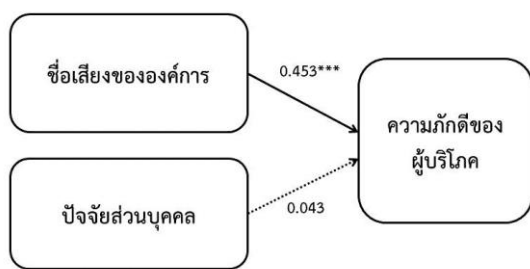 ชื่อเสียงขององค์การ
0.453***
ความภักดีของ
ผู้บริโภค
ปัจจัยส่วนบุคคล
0.043